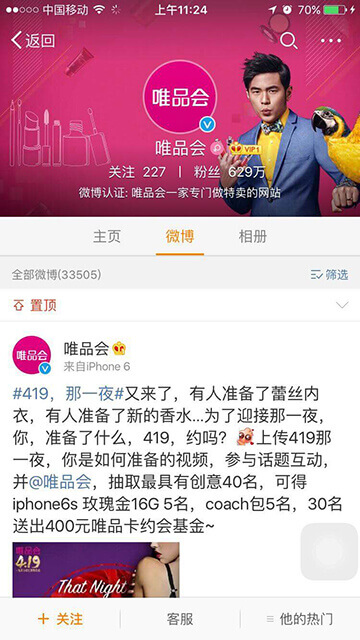 中国移动
上午11:24
70%
返回
唯品会
唯品会 VIP1
关注 227 | 粉丝 629万
微博认证: 唯品会一家专门做特卖的网站
主页 微博 相册
全部微博(33505) 筛选
置顶
唯品会
唯品会
来自iPhone 6
#419，那一夜#又来了，有人准备了蕾丝内
衣，有人准备了新的香水...为了迎接那一夜，
你，准备了什么，419，约吗？上传419那
一夜，你是如何准备的视频，参与话题互动，
并@唯品会，抽取最具有创意40名，可得
iphone6s 玫瑰金16G 5名，coach包5名，30名
送出400元唯品卡约会基金~
唯品会
4.19
That Night
+ 关注 客服 他的热门